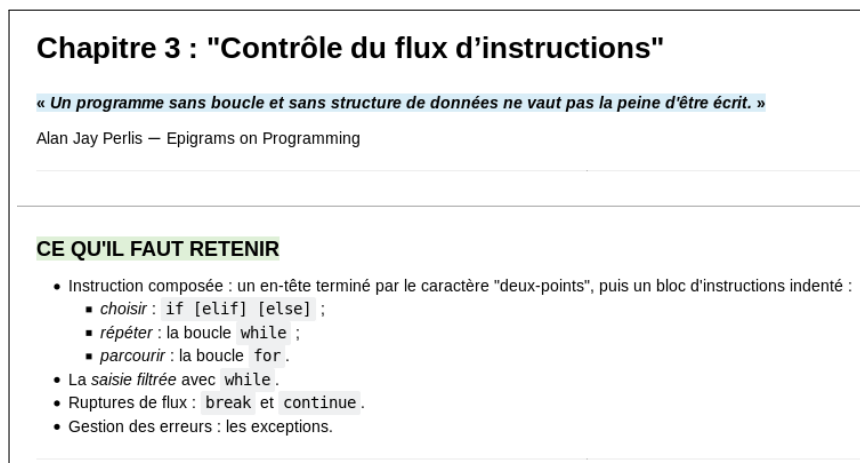 Chapitre 3 : "Contrôle du flux d’instructions"
« Un programme sans boucle et sans structure de données ne vaut pas la peine d'être écrit. »
Alan Jay Perlis — Epigrams on Programming
CE QU'IL FAUT RETENIR
• Instruction composée : un en-tête terminé par le caractère "deux-points", puis un bloc d'instructions indenté :
▪ choisir : if [elif] [else] ;
▪ répéter : la boucle while ;
▪ parcourir : la boucle for .
• La saisie filtrée avec while .
• Ruptures de flux : break et continue .
• Gestion des erreurs : les exceptions.